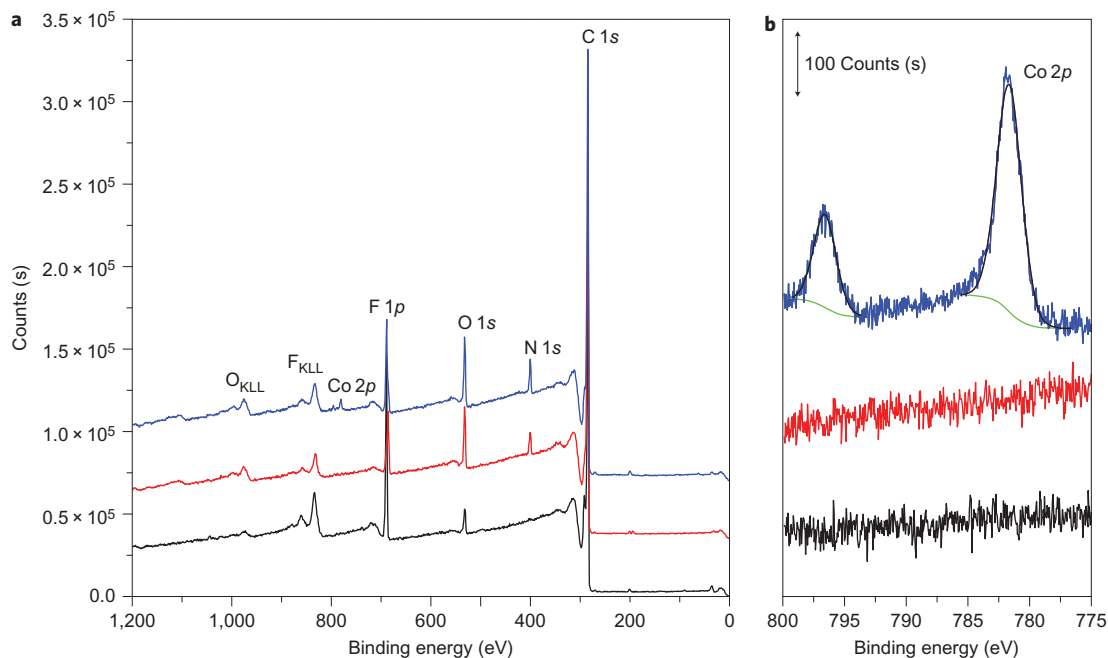 a
3.5 × 10⁵
3.0 × 10⁵
2.5 × 10⁵
2.0 × 10⁵
1.5 × 10⁵
1.0 × 10⁵
0.5 × 10⁵
0.0
Counts (s)
O_KLL
F_KLL
Co 2p
F 1p
O 1s
N 1s
C 1s
1,200
1,000
800
600
400
200
0
Binding energy (eV)
b
100 Counts (s)
Co 2p
800
795
790
785
780
775
Binding energy (eV)